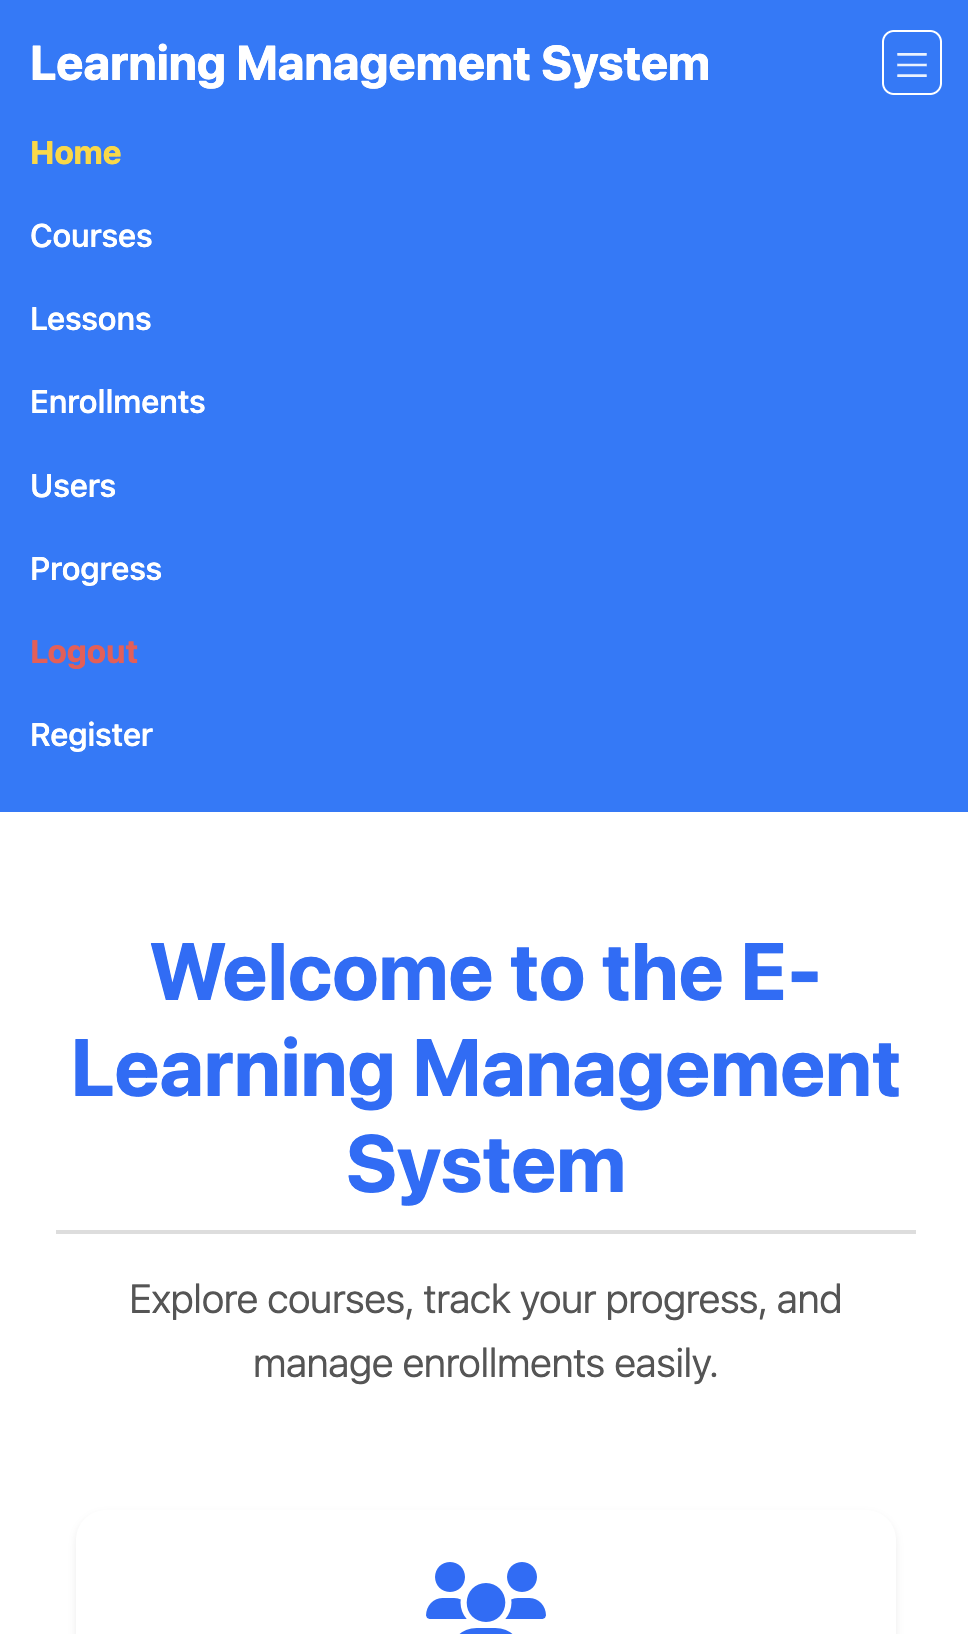 Learning Management System
Home
Courses
Lessons
Enrollments
Users
Progress
Logout
Register
Welcome to the E-
Learning Management
System
Explore courses, track your progress, and
manage enrollments easily.